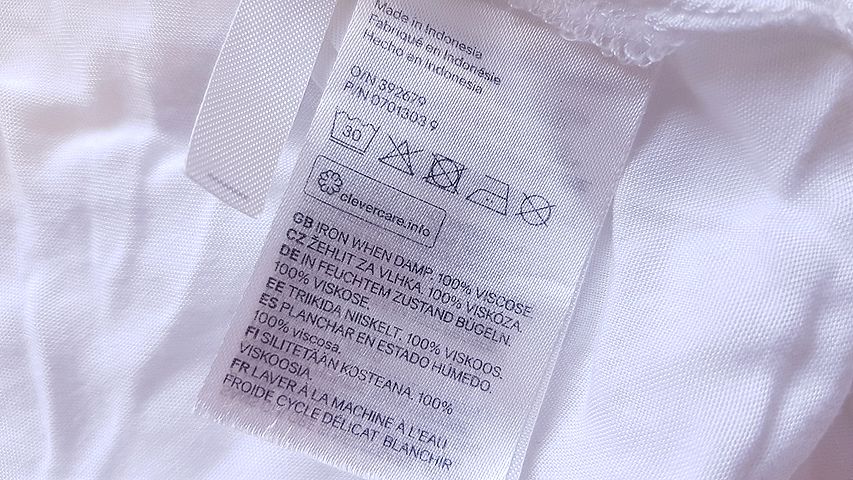 Made in Indonesia
Fabriqué en Indonésie
Hecho en Indonesia
O/N 392679
P/N 0701303.9
30
clevercare.info
GB IRON WHEN DAMP. 100% VISCOSE
CZ ŽEHLIT ZA VLHKA. 100% VISKÓZA.
DE IN FEUCHTEM ZUSTAND BÜGELN.
100% VISKOSE.
EE TRIIKIDA NIISKELT. 100% VISKOOS.
ES PLANCHAR EN ESTADO HUMEDO.
100% viscosa.
FI SILITETÄÄN KOSTEANA. 100%
VISKOOSIA.
FR LAVER À LA MACHINE À L'EAU
FROIDE, CYCLE DÉLICAT. BLANCHIR